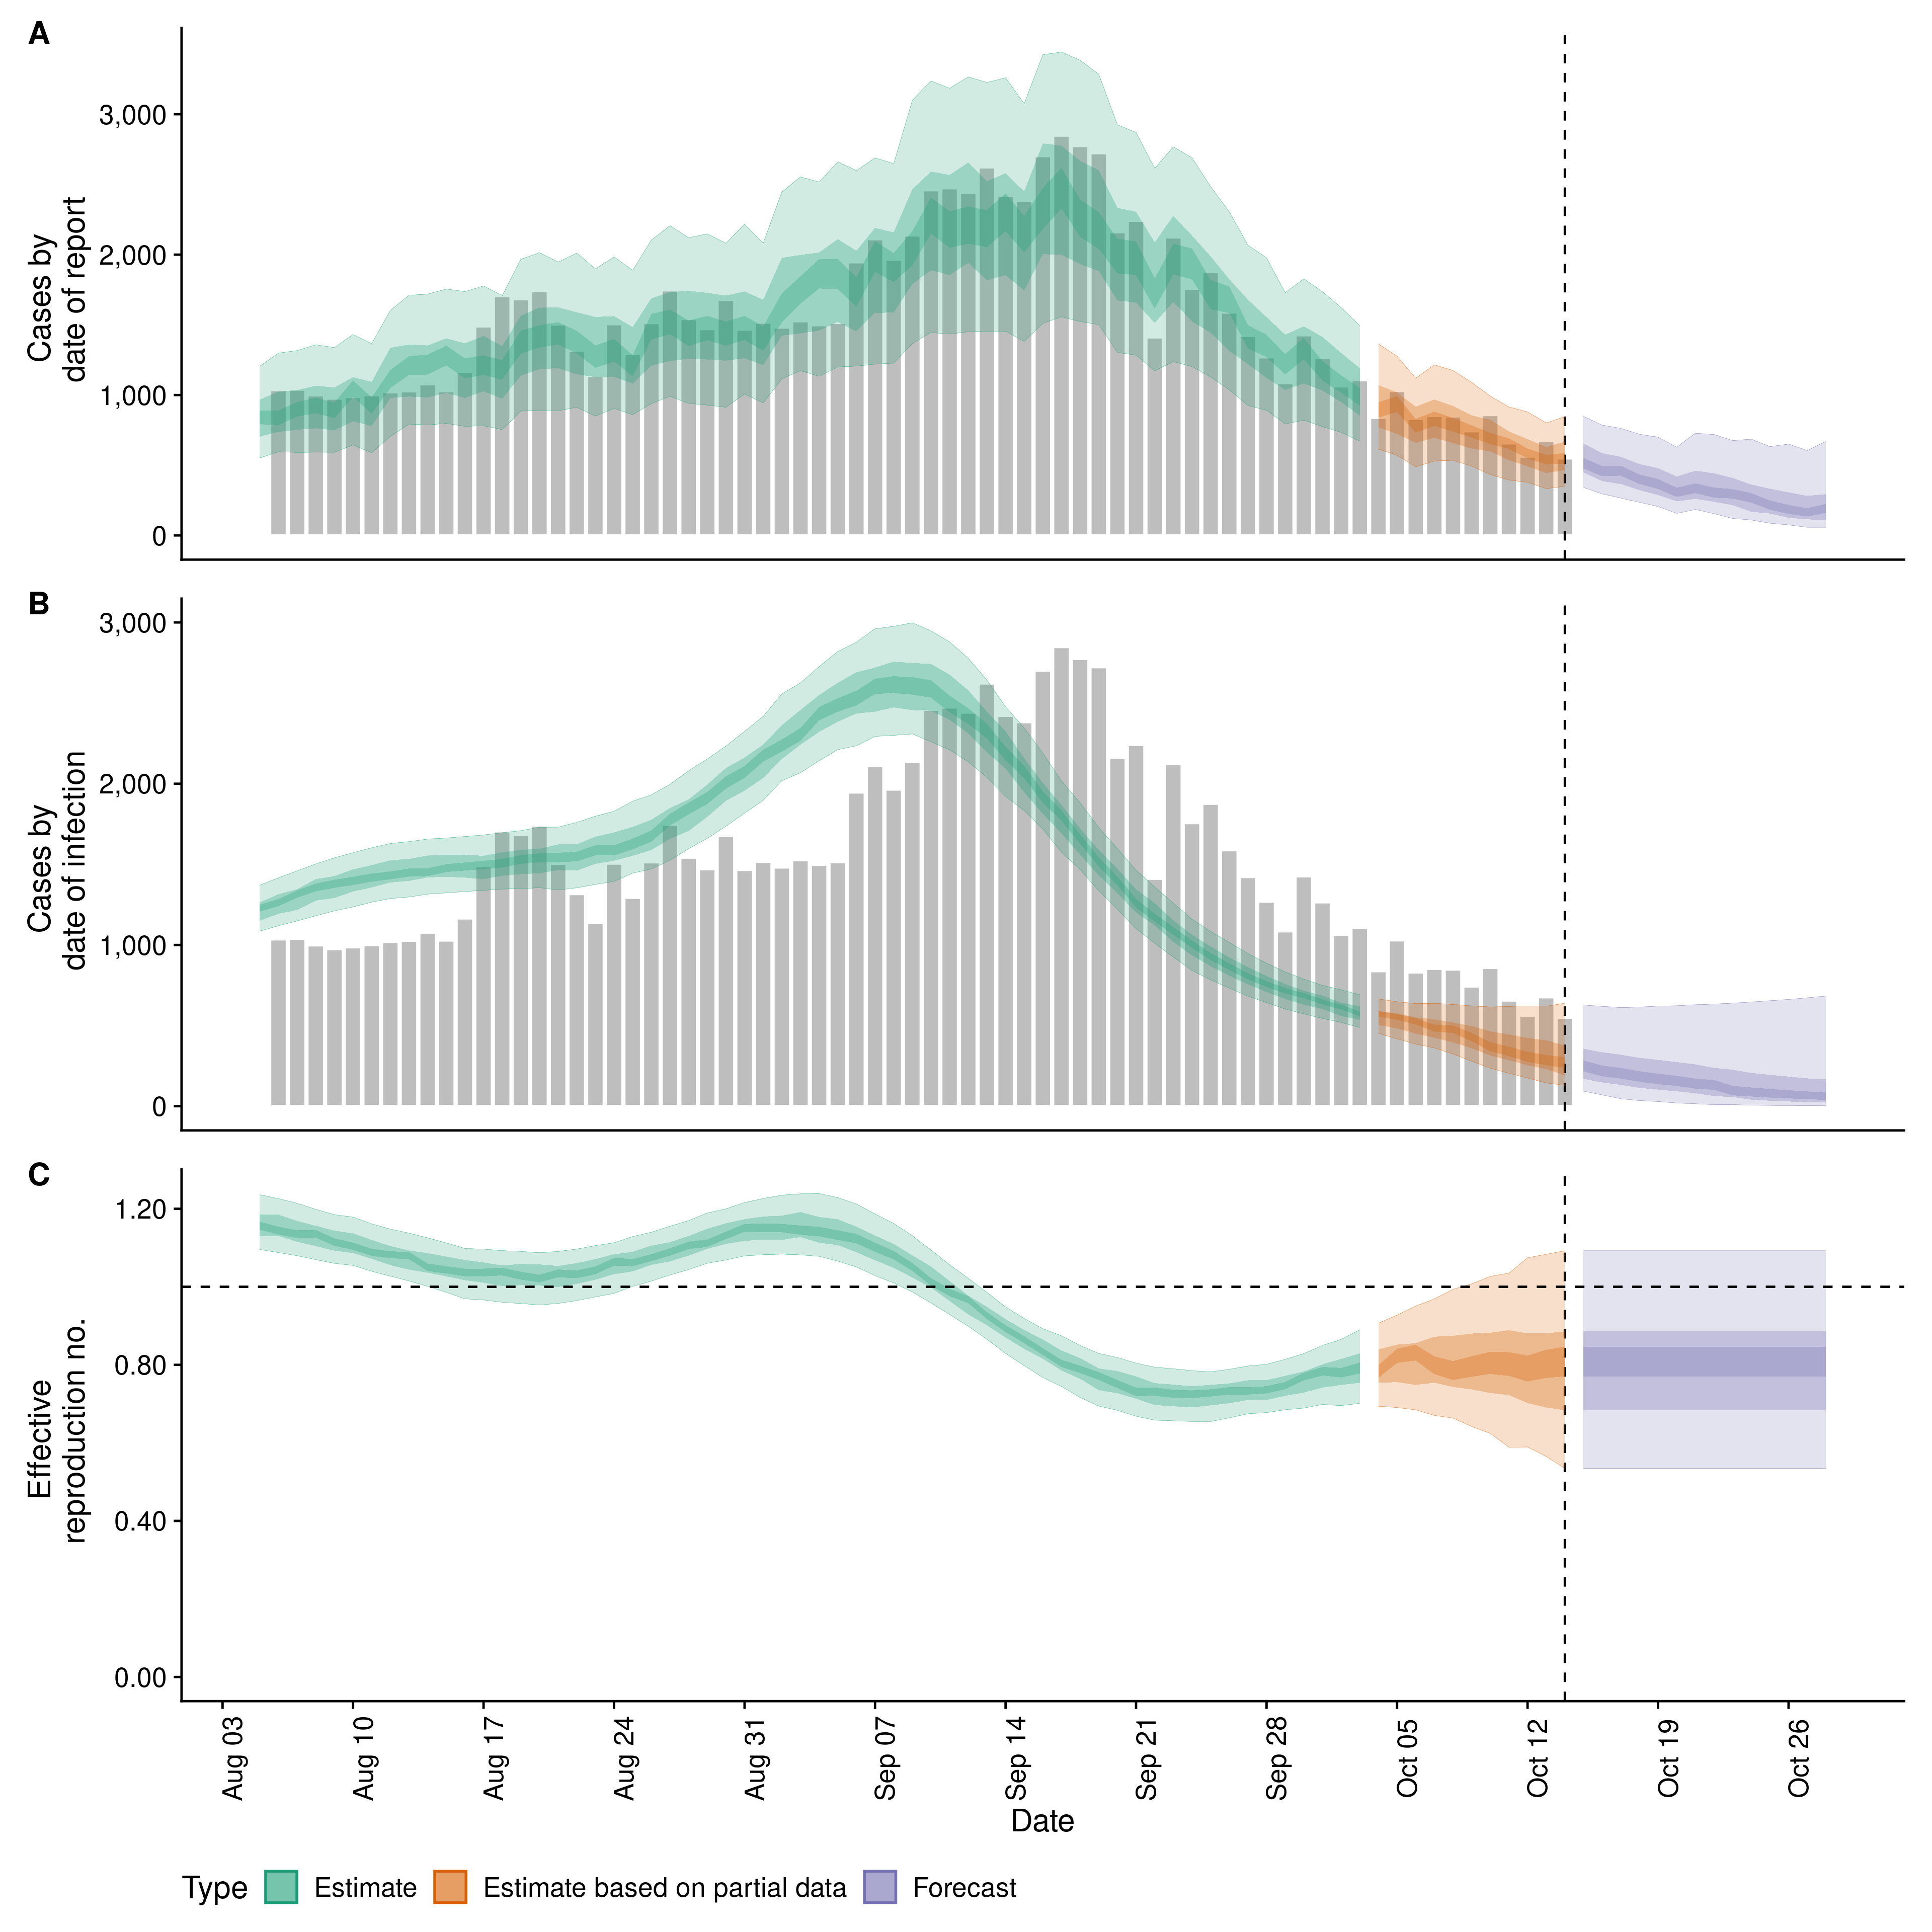 A
Cases by
date of report
3,000
2,000
1,000
0
B
Cases by
date of infection
3,000
2,000
1,000
0
C
Effective
reproduction no.
1.20
0.80
0.40
0.00
Aug 03
Aug 10
Aug 17
Aug 24
Aug 31
Sep 07
Sep 14
Sep 21
Sep 28
Oct 05
Oct 12
Oct 19
Oct 26
Date
Type
Estimate
Estimate based on partial data
Forecast